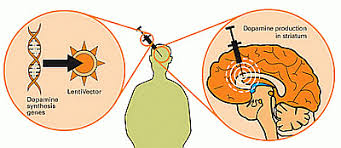 Dopamine
synthesis
genes
LentiVector
Dopamine production
in striatum